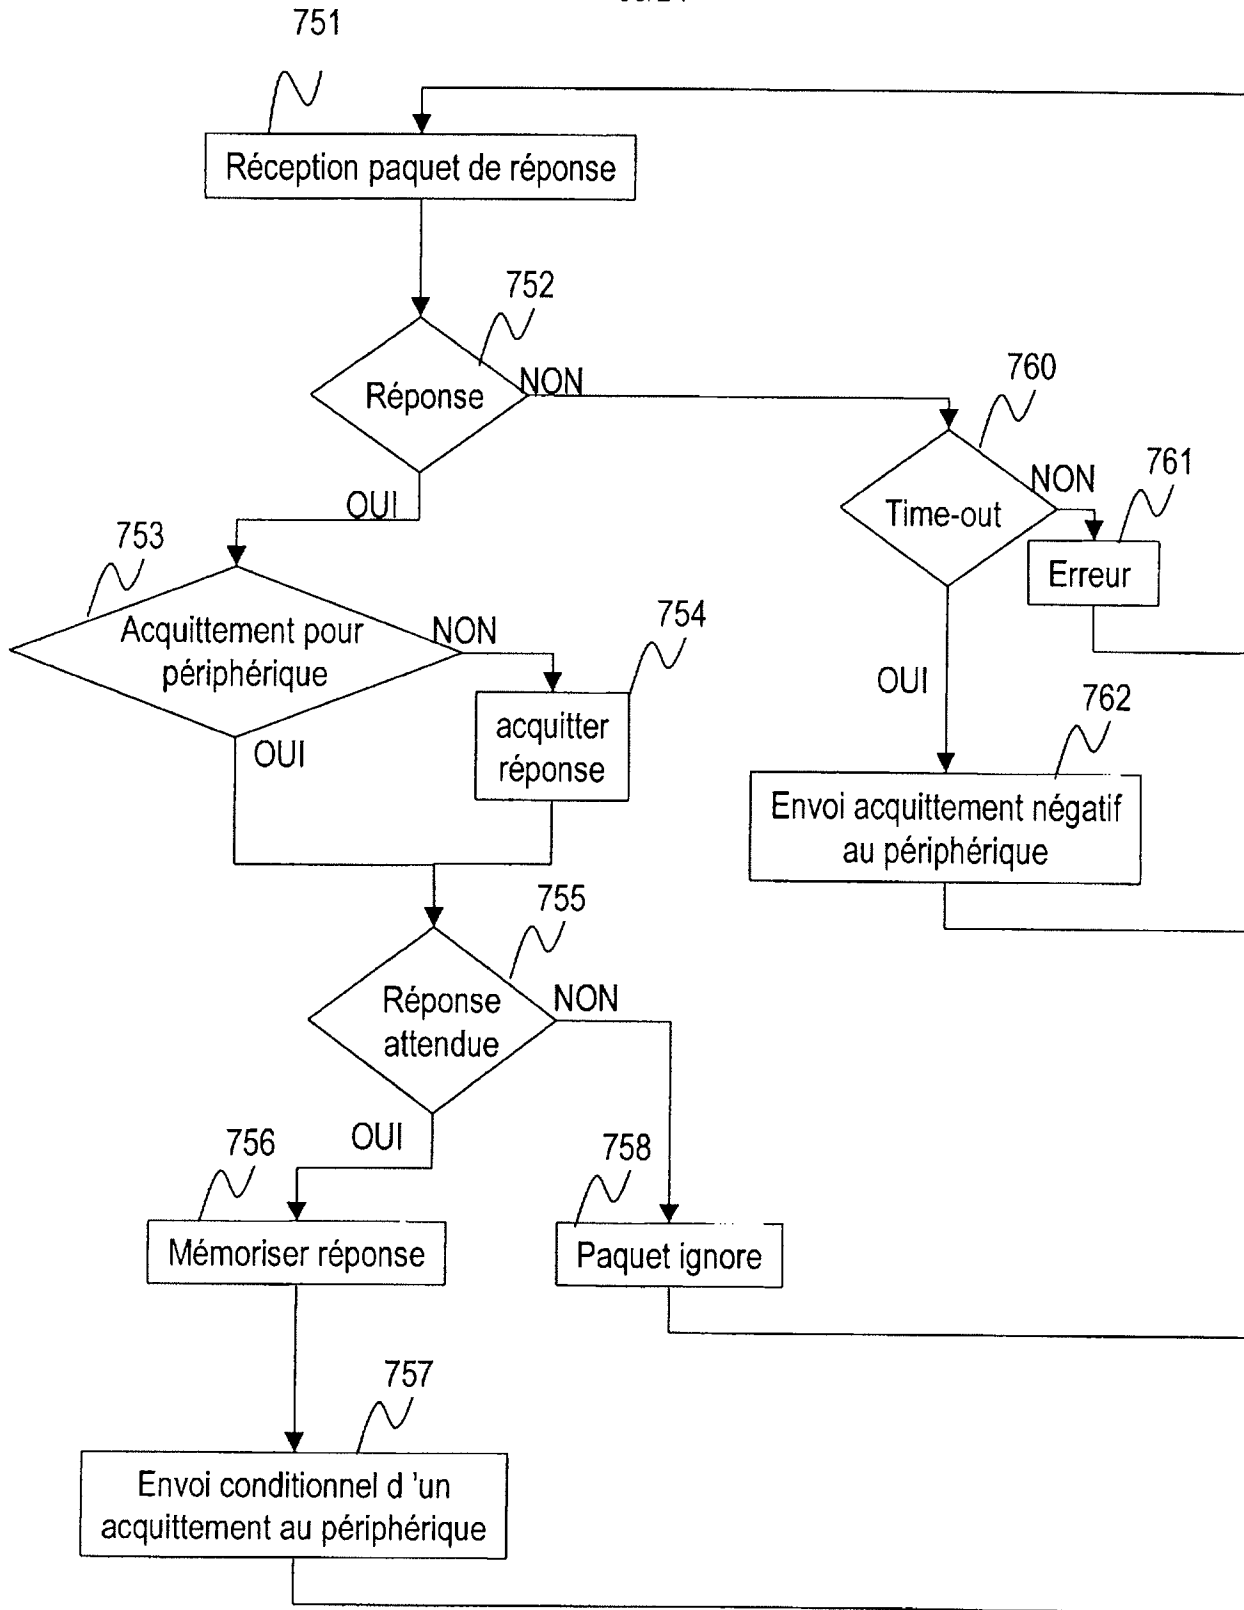 751
Réception paquet de réponse
752
Réponse
NON
OUI
760
Time-out
NON
761
Erreur
753
Acquittement pour
périphérique
NON
754
acquitter
réponse
OUI
OUI
762
Envoi acquittement négatif
au périphérique
755
Réponse
attendue
NON
OUI
756
Mémoriser réponse
758
Paquet ignore
757
Envoi conditionnel d 'un
acquittement au périphérique